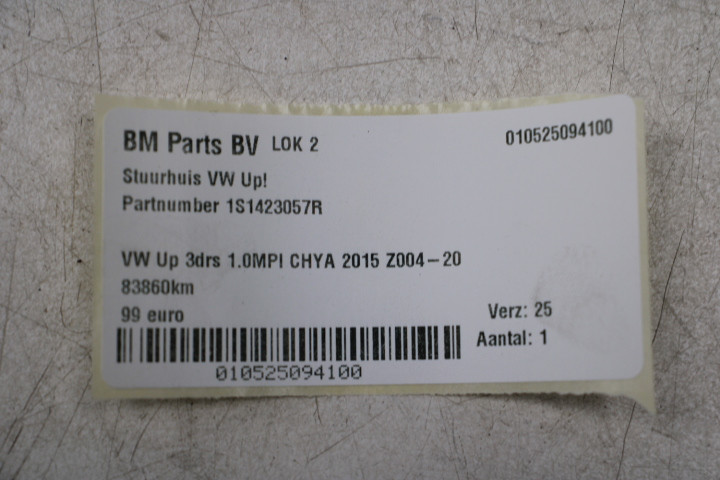 BM Parts BV LOK 2 010525094100
Stuurhuis VW Up!
Partnumber 1S1423057R
VW Up 3drs 1.0MPI CHYA 2015 Z004-20
83860km
99 euro Verz: 25
Aantal: 1
010525094100